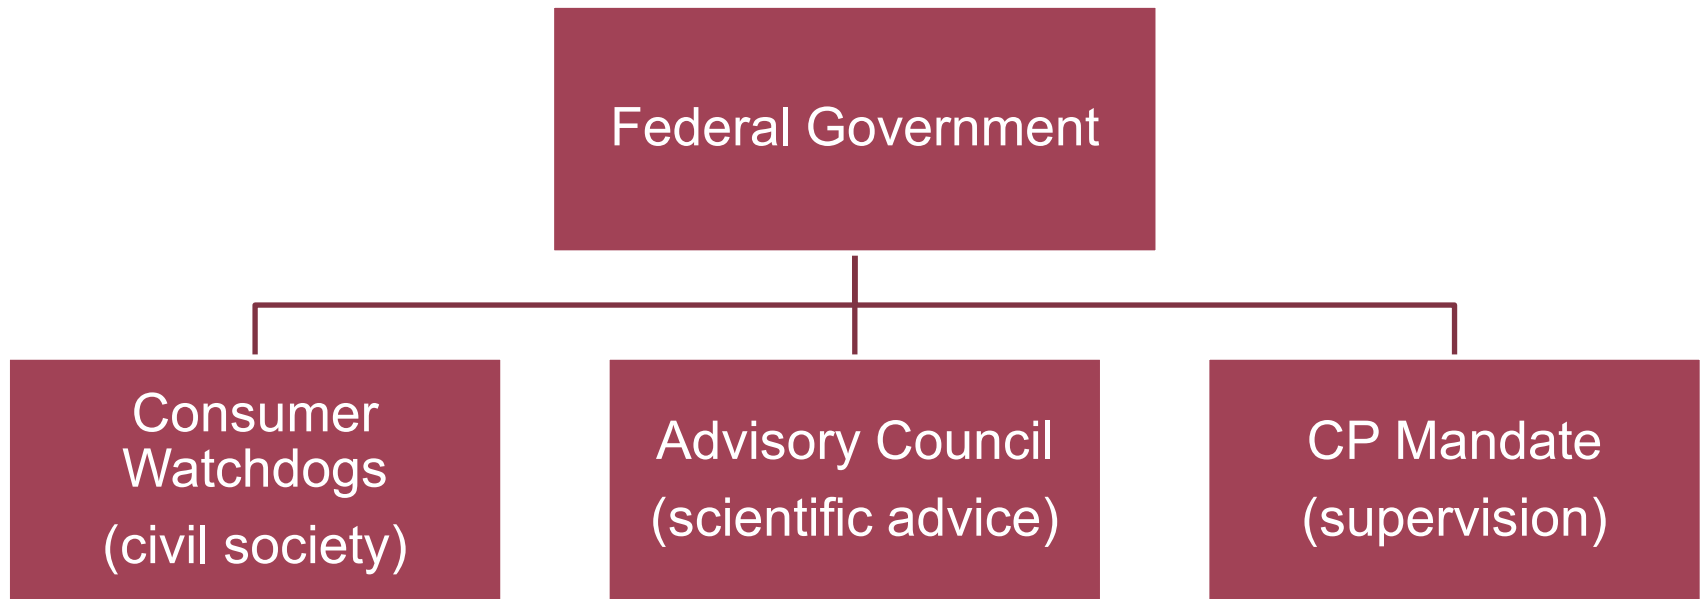 Federal Government
Consumer
Watchdogs
(civil society)
Advisory Council
(scientific advice)
CP Mandate
(supervision)